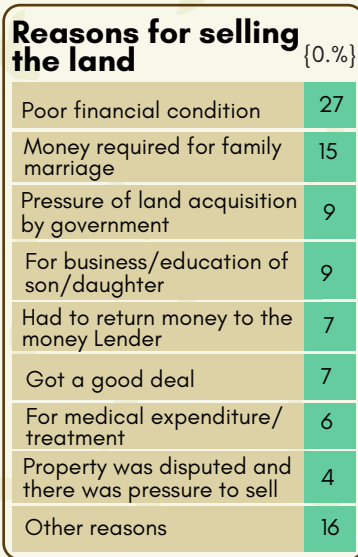 Reasons for selling
the land {0.%}
Poor financial condition 27
Money required for family
marriage 15
Pressure of land acquisition
by government 9
For business/education of
son/daughter 9
Had to return money to the
money Lender 7
Got a good deal 7
For medical expenditure/
treatment 6
Property was disputed and
there was pressure to sell 4
Other reasons 16